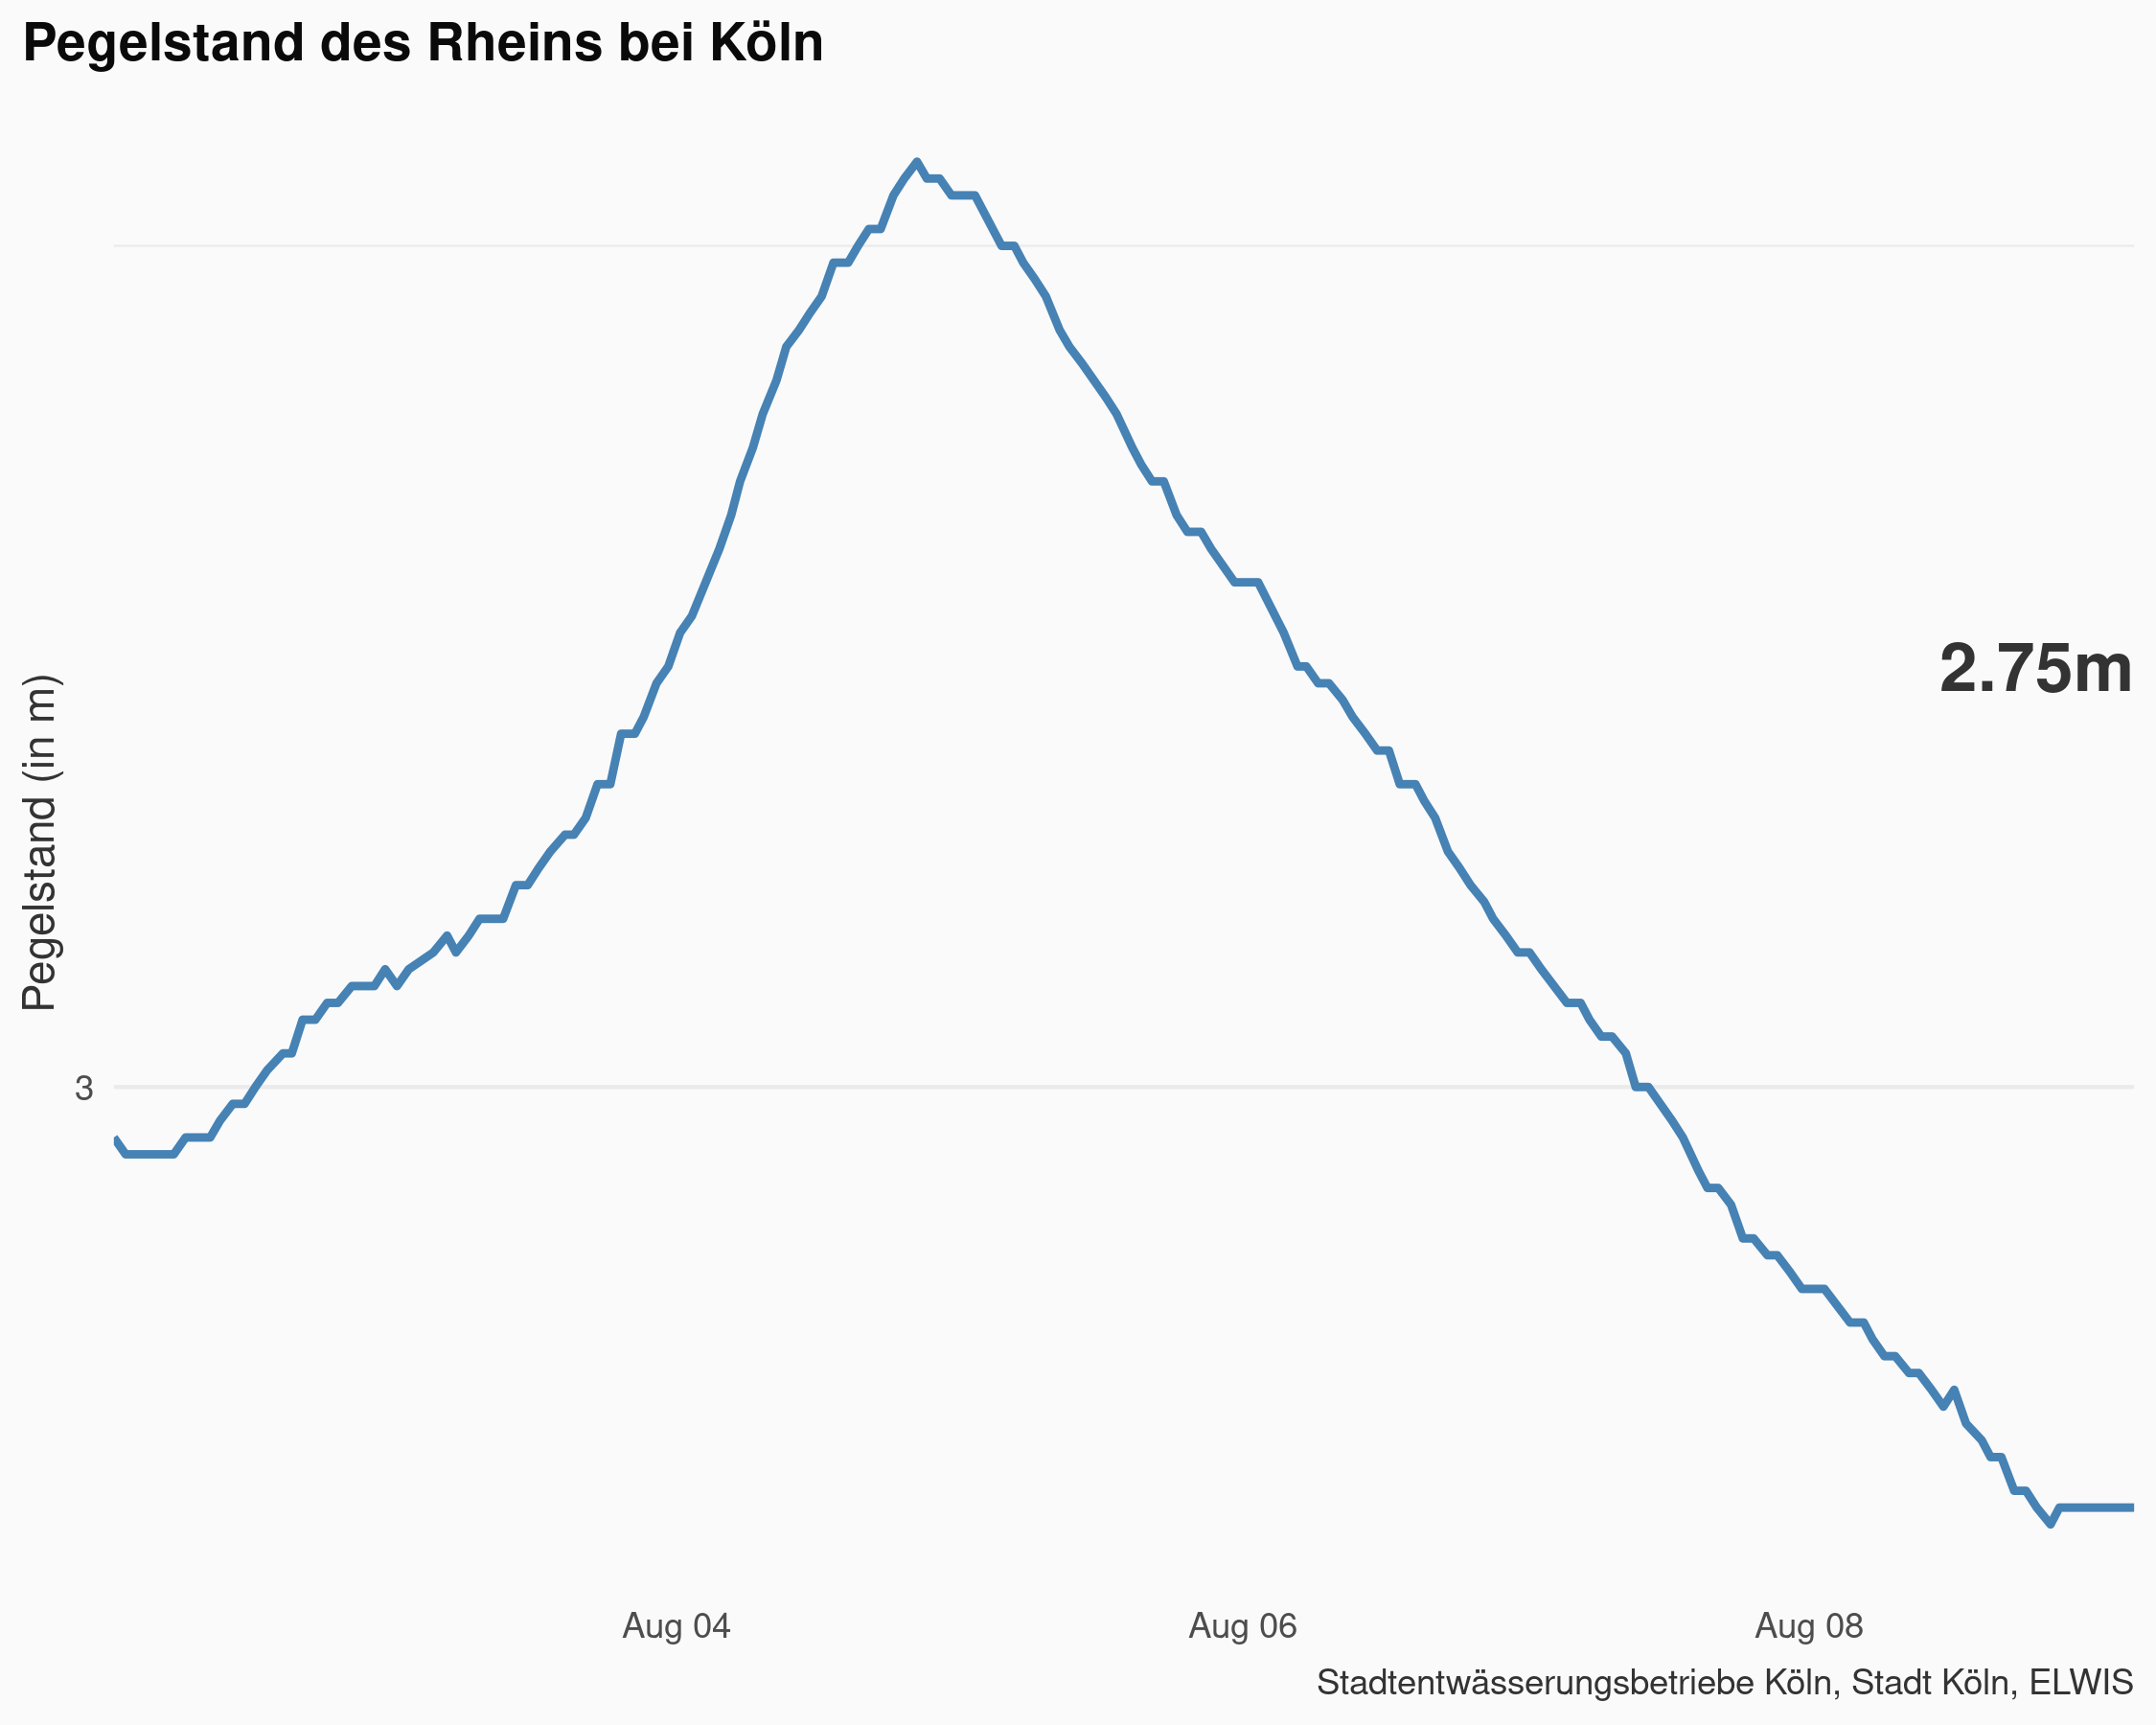 Pegelstand des Rheins bei Köln
Pegelstand (in m)
2.75m
3
Aug 04
Aug 06
Aug 08
Stadtentwässerungsbetriebe Köln, Stadt Köln, ELWIS